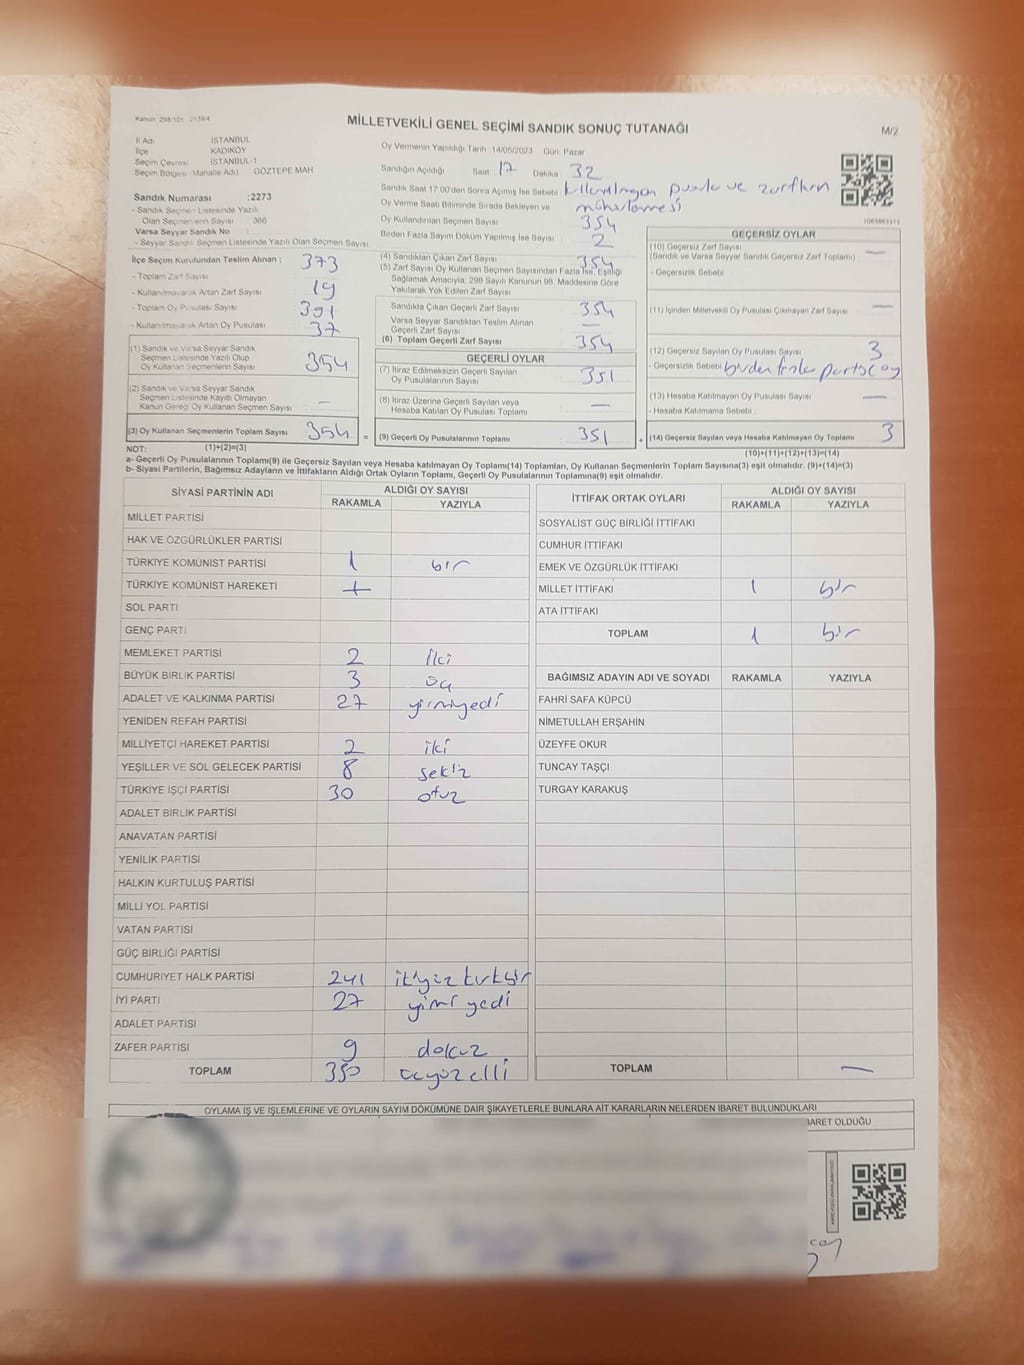 Kanun: 298/101 2839/4
MİLLETVEKİLİ GENEL SEÇİMİ SANDIK SONUÇ TUTANAĞI
M/2
İl Adı İSTANBUL
İlçe KADIKÖY
Seçim Çevresi İSTANBUL-1
Seçim Bölgesi (Mahalle Adı) GÖZTEPE MAH
Sandık Numarası :2273
- Sandık Seçmen Listesinde Yazılı
Olan Seçmenlerin Sayısı 366
Varsa Seyyar Sandık No
- Seyyar Sandık Seçmen Listesinde Yazılı Olan Seçmen Sayısı
Oy Vermenin Yapıldığı Tarih :14/05/2023 Gün: Pazar
Sandığın Açıldığı Saat 17 Dakika 32
Sandık Saat 17:00'den Sonra Açılmış İse Sebebi kullanılmayan pusula ve zarfların
Oy Verme Saati Bitiminde Sırada Bekleyen ve mühürlenmesi
Oy Kullandırılan Seçmen Sayısı 354
Birden Fazla Sayım Döküm Yapılmış İse Sayısı 2
İlçe Seçim Kurulundan Teslim Alınan : 373
- Toplam Zarf Sayısı
- Kullanılmayarak Artan Zarf Sayısı 19
- Toplam Oy Pusulası Sayısı 391
- Kullanılmayarak Artan Oy Pusulası 37
(1) Sandık ve Varsa Seyyar Sandık
Seçmen Listesinde Yazılı Olup
Oy Kullanan Seçmenlerin Sayısı 354
(2) Sandık ve Varsa Seyyar Sandık
Seçmen Listesinde Kayıtlı Olmayan
Kanun Gereği Oy Kullanan Seçmen Sayısı –
(3) Oy Kullanan Seçmenlerin Toplam Sayısı 354 =
(4) Sandıktan Çıkan Zarf Sayısı 354
(5) Zarf Sayısı Oy Kullanan Seçmen Sayısından Fazla İse, Eşitliği
Sağlamak Amacıyla, 298 Sayılı Kanunun 98. Maddesine Göre
Yakılarak Yok Edilen Zarf Sayısı
Sandıkta Çıkan Geçerli Zarf Sayısı 354
Varsa Seyyar Sandıktan Teslim Alınan
Geçerli Zarf Sayısı —
(6) Toplam Geçerli Zarf Sayısı 354
GEÇERLİ OYLAR
(7) İtiraz Edilmeksizin Geçerli Sayılan
Oy Pusulalarının Sayısı 351
(8) İtiraz Üzerine Geçerli Sayılan veya
Hesaba Katılan Oy Pusulası Toplamı —
(9) Geçerli Oy Pusulalarının Toplamı 351 +
GEÇERSİZ OYLAR
(10) Geçersiz Zarf Sayısı
(Sandık ve Varsa Seyyar Sandık Geçersiz Zarf Toplamı) —
- Geçersizlik Sebebi
(11) İçinden Milletvekili Oy Pusulası Çıkmayan Zarf Sayısı —
(12) Geçersiz Sayılan Oy Pusulası Sayısı 3
- Geçersizlik Sebebi birden fazla partiye oy
(13) Hesaba Katılmayan Oy Pusulası Sayısı —
- Hesaba Katılmama Sebebi :
(14) Geçersiz Sayılan veya Hesaba Katılmayan Oy Toplamı 3
NOT: (1)+(2)=(3) (10)+(11)+(12)+(13)=(14)
a- Geçerli Oy Pusulalarının Toplamı(9) ile Geçersiz Sayılan veya Hesaba katılmayan Oy Toplamı(14) Toplamları, Oy Kullanan Seçmenlerin Toplam Sayısına(3) eşit olmalıdır. (9)+(14)=(3)
b- Siyasi Partilerin, Bağımsız Adayların ve İttifakların Aldığı Ortak Oyların Toplamı, Geçerli Oy Pusulalarının Toplamına(9) eşit olmalıdır.
SİYASİ PARTİNİN ADI ALDIĞI OY SAYISI
RAKAMLA YAZIYLA
MİLLET PARTİSİ
HAK VE ÖZGÜRLÜKLER PARTİSİ
TÜRKİYE KOMÜNİST PARTİSİ 1 bir
TÜRKİYE KOMÜNİST HAREKETİ
SOL PARTİ
GENÇ PARTİ
MEMLEKET PARTİSİ 2 iki
BÜYÜK BİRLİK PARTİSİ 3 üç
ADALET VE KALKINMA PARTİSİ 27 yirmiyedi
YENİDEN REFAH PARTİSİ
MİLLİYETÇİ HAREKET PARTİSİ 2 iki
YEŞİLLER VE SOL GELECEK PARTİSİ 8 sekiz
TÜRKİYE İŞÇİ PARTİSİ 30 otuz
ADALET BİRLİK PARTİSİ
ANAVATAN PARTİSİ
YENİLİK PARTİSİ
HALKIN KURTULUŞ PARTİSİ
MİLLİ YOL PARTİSİ
VATAN PARTİSİ
GÜÇ BİRLİĞİ PARTİSİ
CUMHURİYET HALK PARTİSİ 241 ikiyüz kırkbir
İYİ PARTİ 27 yirmi yedi
ADALET PARTİSİ
ZAFER PARTİSİ 9 dokuz
TOPLAM 350 üçyüzelli
İTTİFAK ORTAK OYLARI ALDIĞI OY SAYISI
RAKAMLA YAZIYLA
SOSYALİST GÜÇ BİRLİĞİ İTTİFAKI
CUMHUR İTTİFAKI
EMEK VE ÖZGÜRLÜK İTTİFAKI
MİLLET İTTİFAKI 1 bir
ATA İTTİFAKI
TOPLAM 1 bir
BAĞIMSIZ ADAYIN ADI VE SOYADI RAKAMLA YAZIYLA
FAHRİ SAFA KÜPCÜ
NİMETULLAH ERŞAHİN
ÜZEYFE OKUR
TUNCAY TAŞÇI
TURGAY KARAKUŞ
TOPLAM —
OYLAMA İŞ VE İŞLEMLERİNE VE OYLARIN SAYIM DÖKÜMÜNE DAİR ŞİKAYETLERLE BUNLARA AİT KARARLARIN NELERDEN İBARET BULUNDUKLARI
İBARET OLDUĞU